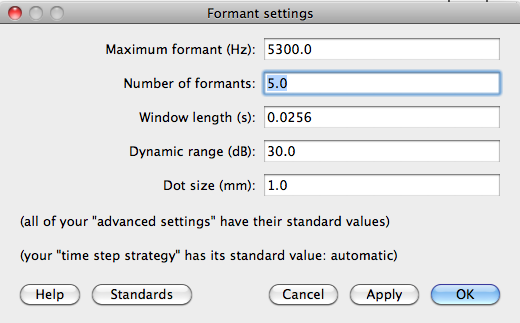 Formant settings
Maximum formant (Hz): 5300.0
Number of formants: 5.0
Window length (s): 0.0256
Dynamic range (dB): 30.0
Dot size (mm): 1.0
(all of your "advanced settings" have their standard values)
(your "time step strategy" has its standard value: automatic)
Help Standards Cancel Apply OK